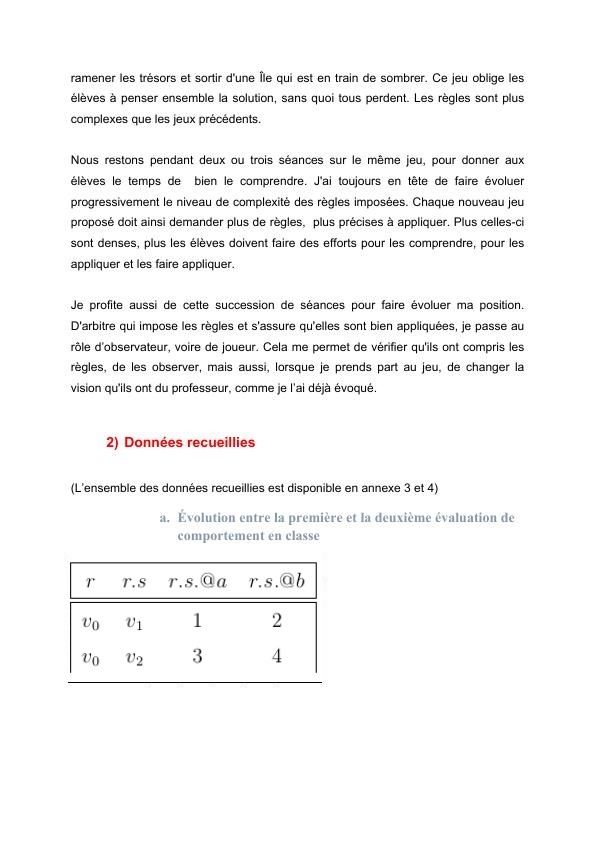 ramener les trésors et sortir d'une Île qui est en train de sombrer. Ce jeu oblige les
élèves à penser ensemble la solution, sans quoi tous perdent. Les règles sont plus
complexes que les jeux précédents.
Nous restons pendant deux ou trois séances sur le même jeu, pour donner aux
élèves le temps de bien le comprendre. J'ai toujours en tête de faire évoluer
progressivement le niveau de complexité des règles imposées. Chaque nouveau jeu
proposé doit ainsi demander plus de règles, plus précises à appliquer. Plus celles-ci
sont denses, plus les élèves doivent faire des efforts pour les comprendre, pour les
appliquer et les faire appliquer.
Je profite aussi de cette succession de séances pour faire évoluer ma position.
D'arbitre qui impose les règles et s'assure qu'elles sont bien appliquées, je passe au
rôle d'observateur, voire de joueur. Cela me permet de vérifier qu'ils ont compris les
règles, de les observer, mais aussi, lorsque je prends part au jeu, de changer la
vision qu'ils ont du professeur, comme je l'ai déjà évoqué.
2) Données recueillies
(L'ensemble des données recueillies est disponible en annexe 3 et 4)
a. Évolution entre la première et la deuxième évaluation de
comportement en classe
r r.s r.s.@a r.s.@b
v0 v1 1 2
v0 v2 3 4